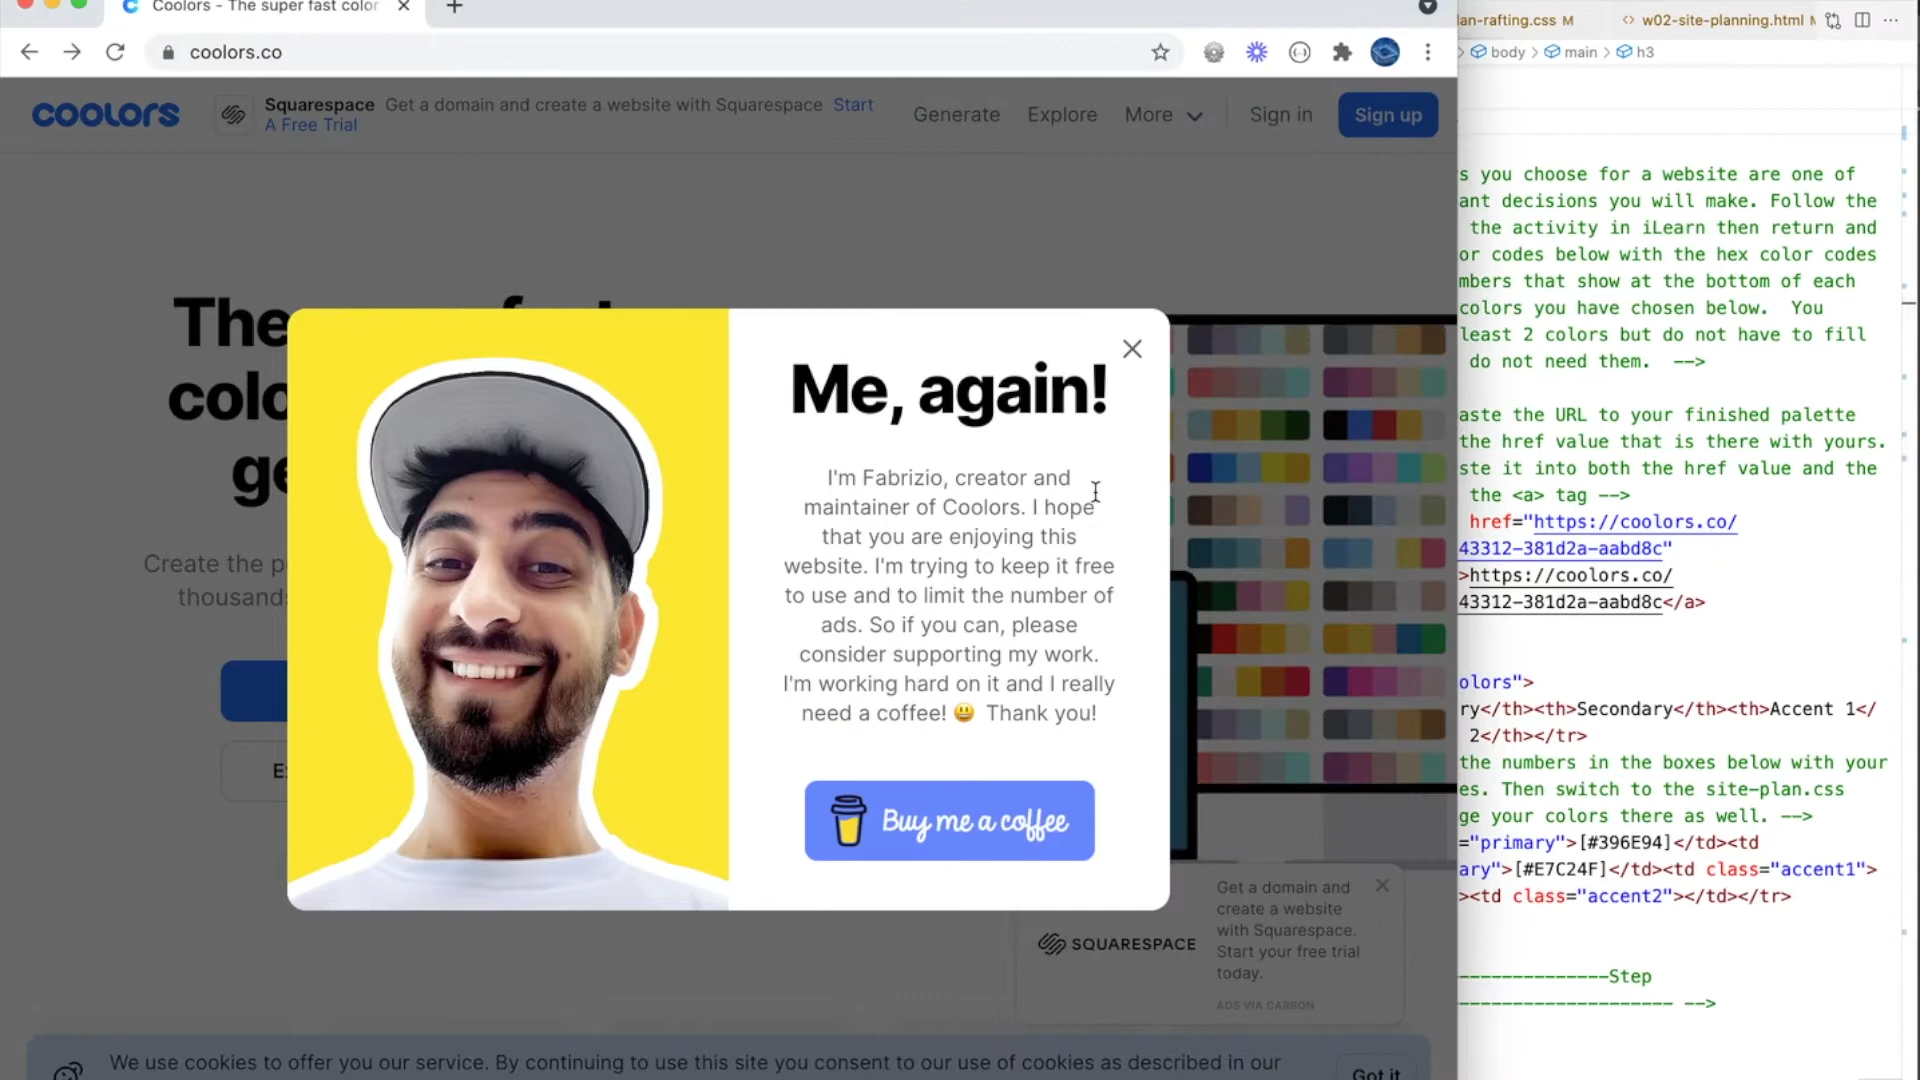 Coolors - The super fast color
coolors.co
coolors
Squarespace Get a domain and create a website with Squarespace Start
A Free Trial
Generate
Explore
More
Sign in
Sign up
The
colo
ge
Create the p
thousands
Me, again!
I'm Fabrizio, creator and
maintainer of Coolors. I hope
that you are enjoying this
website. I'm trying to keep it free
to use and to limit the number of
ads. So if you can, please
consider supporting my work.
I'm working hard on it and I really
need a coffee! 😃 Thank you!
Buy me a coffee
Get a domain and
create a website
with Squarespace.
Start your free trial
today.
SQUARESPACE
ADS VIA CARBON
We use cookies to offer you our service. By continuing to use this site you consent to our use of cookies as described in our
Got it
lan-rafting.css M
<> w02-site-planning.html M
> body > main > h3
s you choose for a website are one of
ant decisions you will make. Follow the
the activity in iLearn then return and
or codes below with the hex color codes
mbers that show at the bottom of each
colors you have chosen below. You
least 2 colors but do not have to fill
do not need them. -->
aste the URL to your finished palette
the href value that is there with yours.
ste it into both the href value and the
the <a> tag -->
href="https://coolors.co/
43312-381d2a-aabd8c"
>https://coolors.co/
43312-381d2a-aabd8c</a>
olors">
ry</th><th>Secondary</th><th>Accent 1</
2</th></tr>
the numbers in the boxes below with your
es. Then switch to the site-plan.css
ge your colors there as well. -->
="primary">[#396E94]</td><td
ary">[#E7C24F]</td><td class="accent1">
><td class="accent2"></td></tr>
--------------Step
-------------------- -->